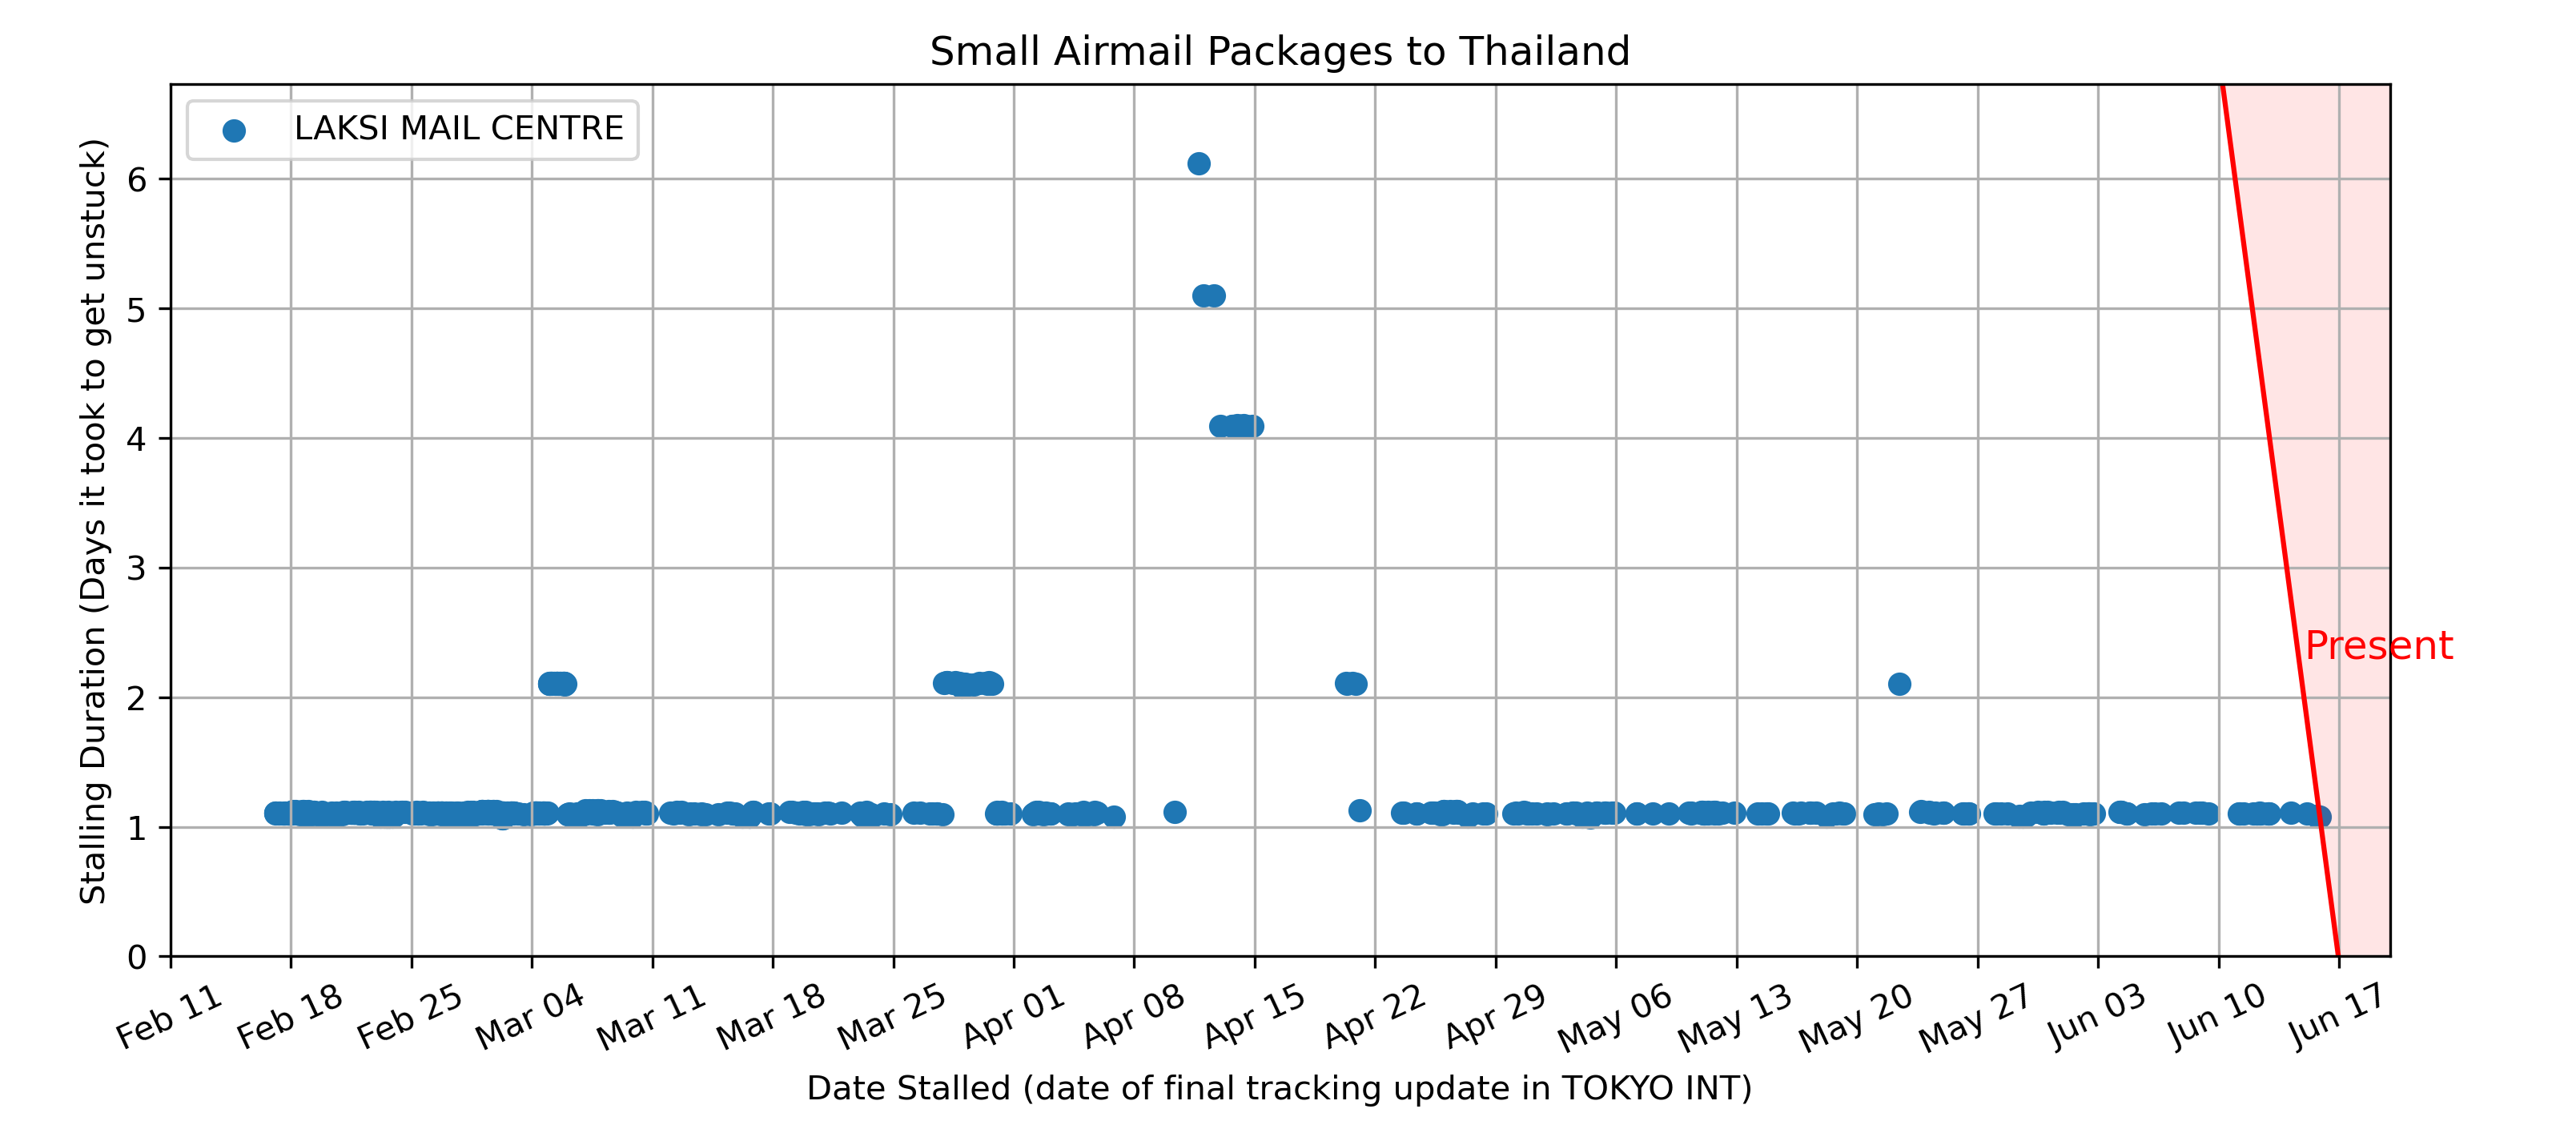 Small Airmail Packages to Thailand
LAKSI MAIL CENTRE
Stalling Duration (Days it took to get unstuck)
6
5
4
3
2
1
0
Present
Feb 11
Feb 18
Feb 25
Mar 04
Mar 11
Mar 18
Mar 25
Apr 01
Apr 08
Apr 15
Apr 22
Apr 29
May 06
May 13
May 20
May 27
Jun 03
Jun 10
Jun 17
Date Stalled (date of final tracking update in TOKYO INT)